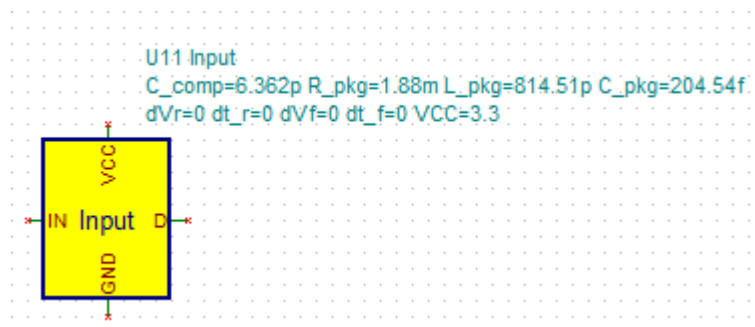 U11 Input
C_comp=6.362p R_pkg=1.88m L_pkg=814.51p C_pkg=204.54f
dVr=0 dt_r=0 dVf=0 dt_f=0 VCC=3.3
VCC
IN Input D
GND